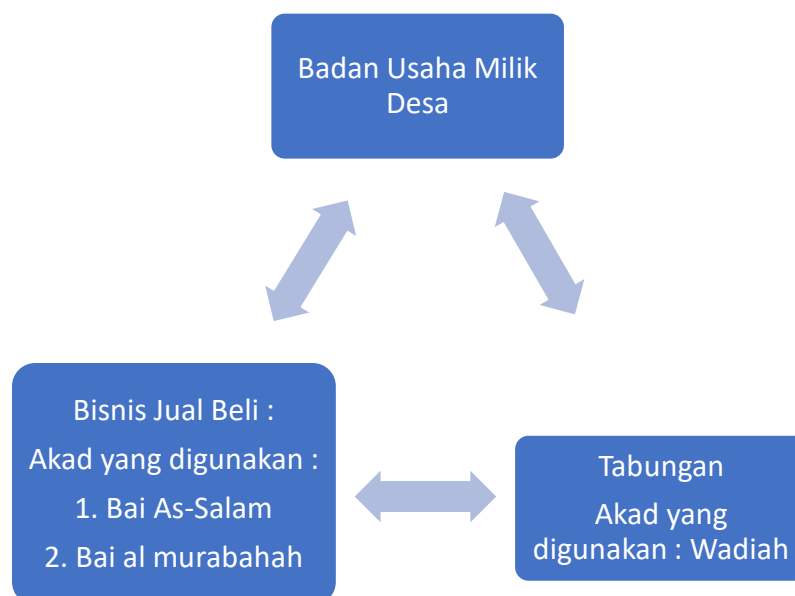 Badan Usaha Milik
Desa
Bisnis Jual Beli :
Akad yang digunakan :
1. Bai As-Salam
2. Bai al murabahah
Tabungan
Akad yang
digunakan : Wadiah